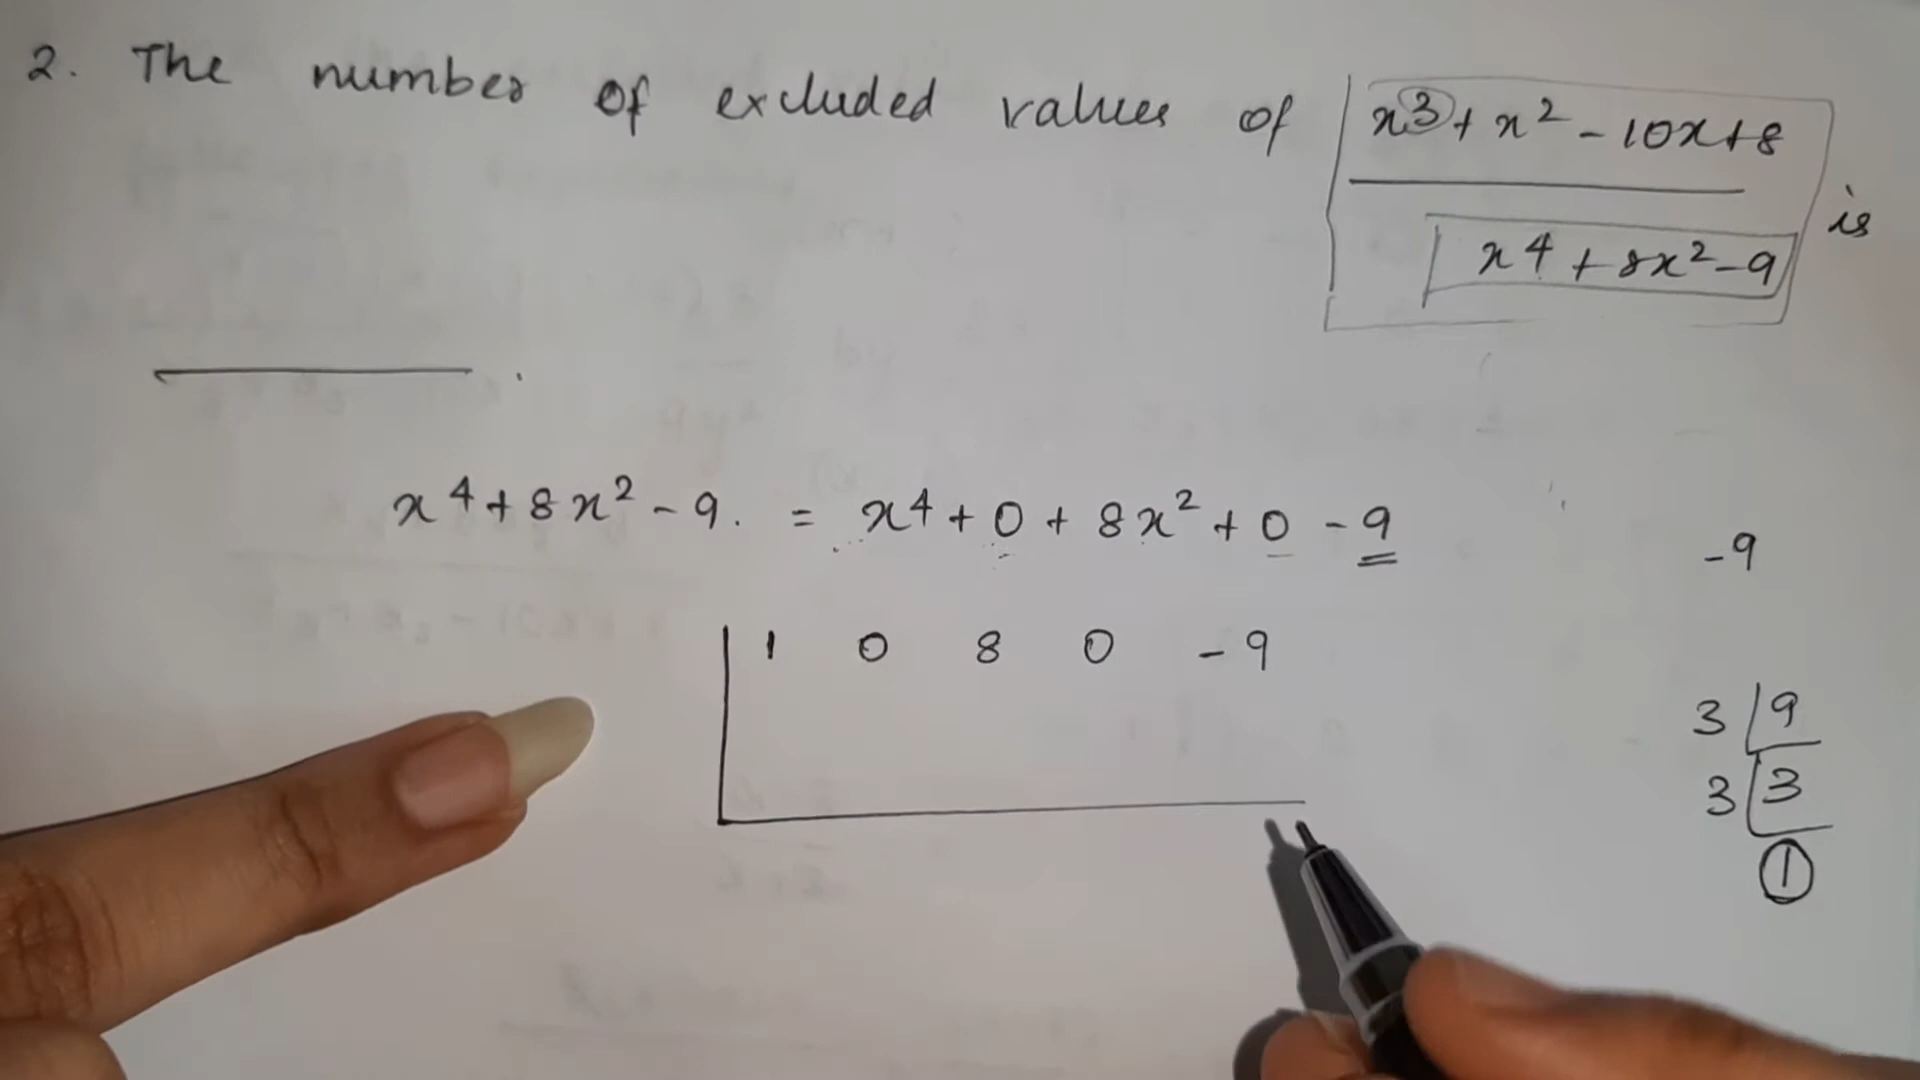 2. The number of excluded values of x³ + x² - 10x + 8
x⁴ + 8x² - 9
is
.
x⁴ + 8x² - 9. = x⁴ + 0 + 8x² + 0 - 9
-9
1 0 8 0 -9
3 9
3 3
1